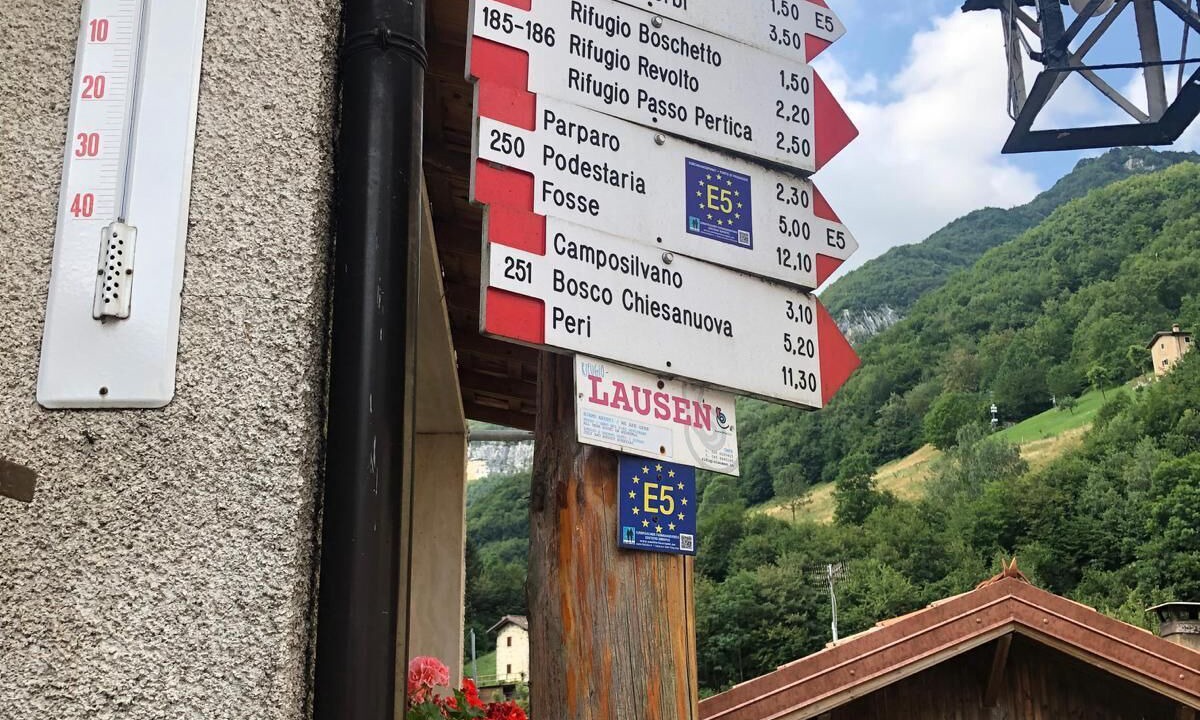 10
20
30
40
1,50
3,50
E5
185-186
Rifugio Boschetto 1,50
Rifugio Revolto 2,20
Rifugio Passo Pertica 2,50
250
Parparo 2,30
Podestaria 5,00
Fosse 12,10
E5
E5
251
Camposilvano 3,10
Bosco Chiesanuova 5,20
Peri 11,30
RIFUGIO
LAUSEN
E5